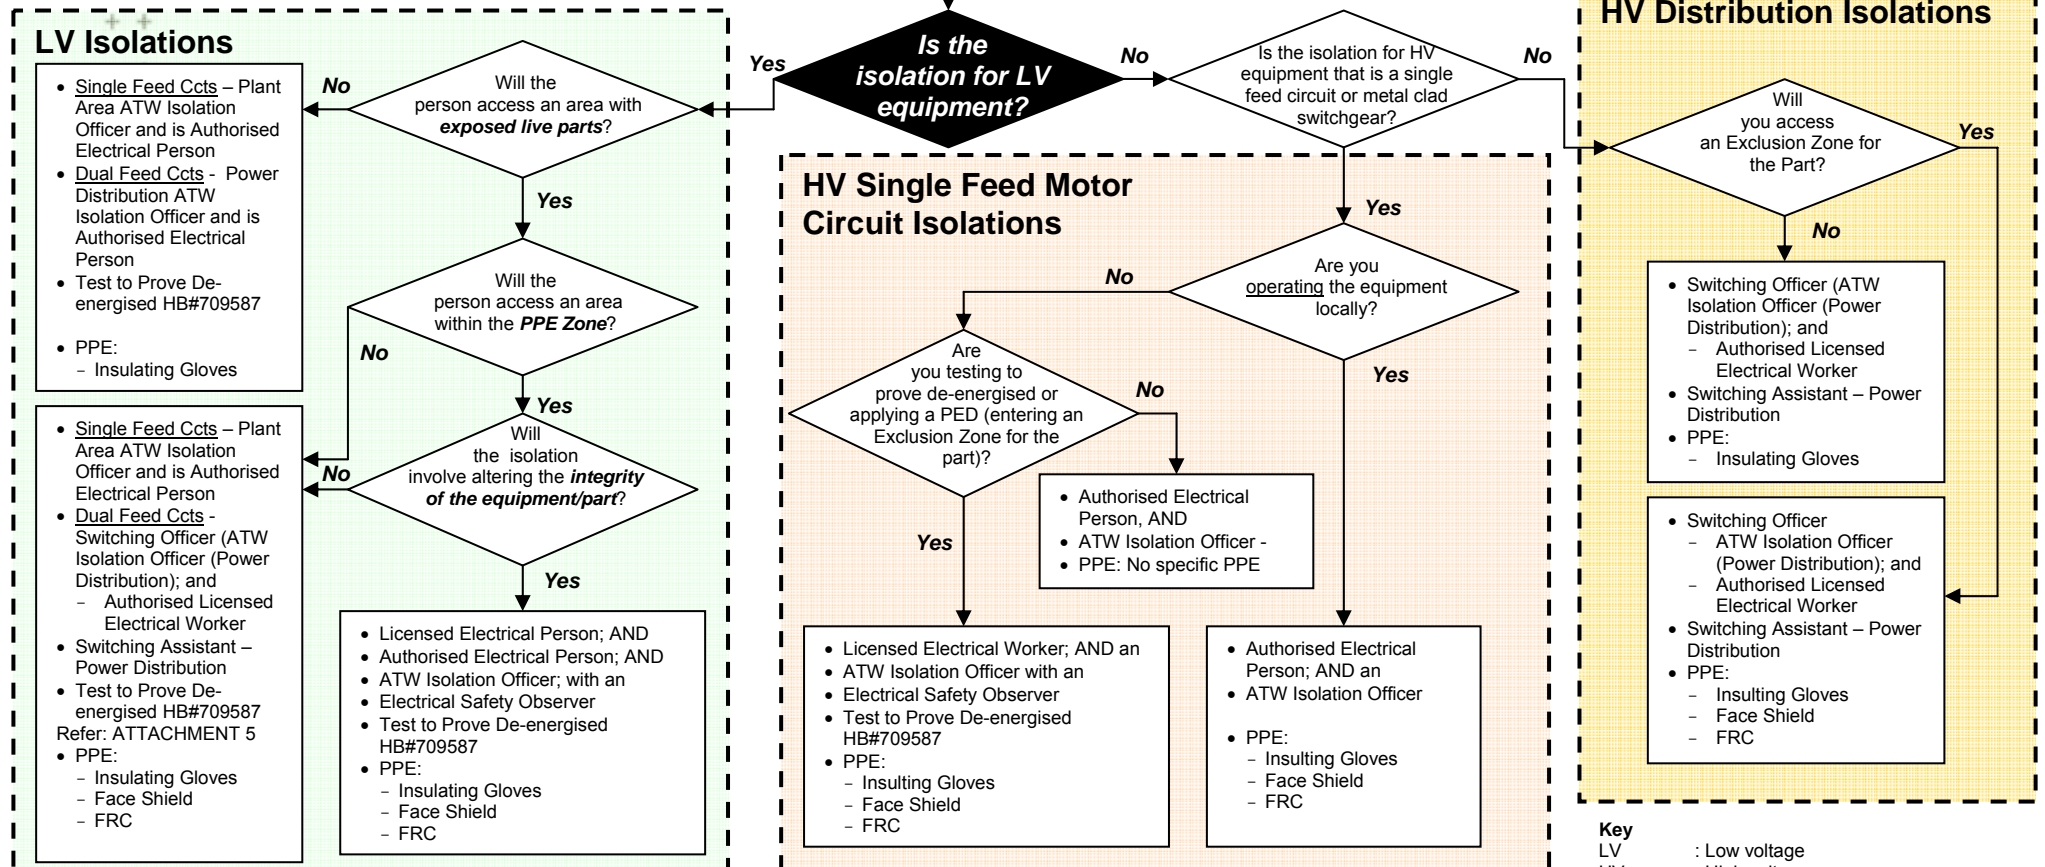 LV Isolations
• Single Feed Ccts – Plant
Area ATW Isolation
Officer and is Authorised
Electrical Person
• Dual Feed Ccts - Power
Distribution ATW
Isolation Officer and is
Authorised Electrical
Person
• Test to Prove De-
energised HB#709587
• PPE:
– Insulating Gloves
• Single Feed Ccts – Plant
Area ATW Isolation
Officer and is Authorised
Electrical Person
• Dual Feed Ccts -
Switching Officer (ATW
Isolation Officer (Power
Distribution); and
– Authorised Licensed
Electrical Worker
• Switching Assistant –
Power Distribution
• Test to Prove De-
energised HB#709587
Refer: ATTACHMENT 5
• PPE:
– Insulating Gloves
– Face Shield
– FRC
No
Will the
person access an area with
exposed live parts?
Yes
Will the
person access an area
within the PPE Zone?
No
Yes
Will
the isolation
involve altering the integrity
of the equipment/part?
No
Yes
• Licensed Electrical Person; AND
• Authorised Electrical Person; AND
• ATW Isolation Officer; with an
• Electrical Safety Observer
• Test to Prove De-energised
HB#709587
• PPE:
– Insulating Gloves
– Face Shield
– FRC
Yes
Is the
isolation for LV
equipment?
No
Is the isolation for HV
equipment that is a single
feed circuit or metal clad
switchgear?
No
HV Single Feed Motor
Circuit Isolations
Yes
Are you
operating the equipment
locally?
No
Yes
Are
you testing to
prove de-energised or
applying a PED (entering an
Exclusion Zone for the
part)?
No
Yes
• Authorised Electrical
Person, AND
• ATW Isolation Officer -
• PPE: No specific PPE
• Licensed Electrical Worker; AND an
• ATW Isolation Officer with an
• Electrical Safety Observer
• Test to Prove De-energised
HB#709587
• PPE:
– Insulting Gloves
– Face Shield
– FRC
• Authorised Electrical
Person; AND an
• ATW Isolation Officer
• PPE:
– Insulting Gloves
– Face Shield
– FRC
HV Distribution Isolations
Will
you access
an Exclusion Zone for
the Part?
Yes
No
• Switching Officer (ATW
Isolation Officer (Power
Distribution); and
– Authorised Licensed
Electrical Worker
• Switching Assistant – Power
Distribution
• PPE:
– Insulating Gloves
• Switching Officer
– ATW Isolation Officer
(Power Distribution); and
– Authorised Licensed
Electrical Worker
• Switching Assistant – Power
Distribution
• PPE:
– Insulting Gloves
– Face Shield
– FRC
Key
LV : Low voltage